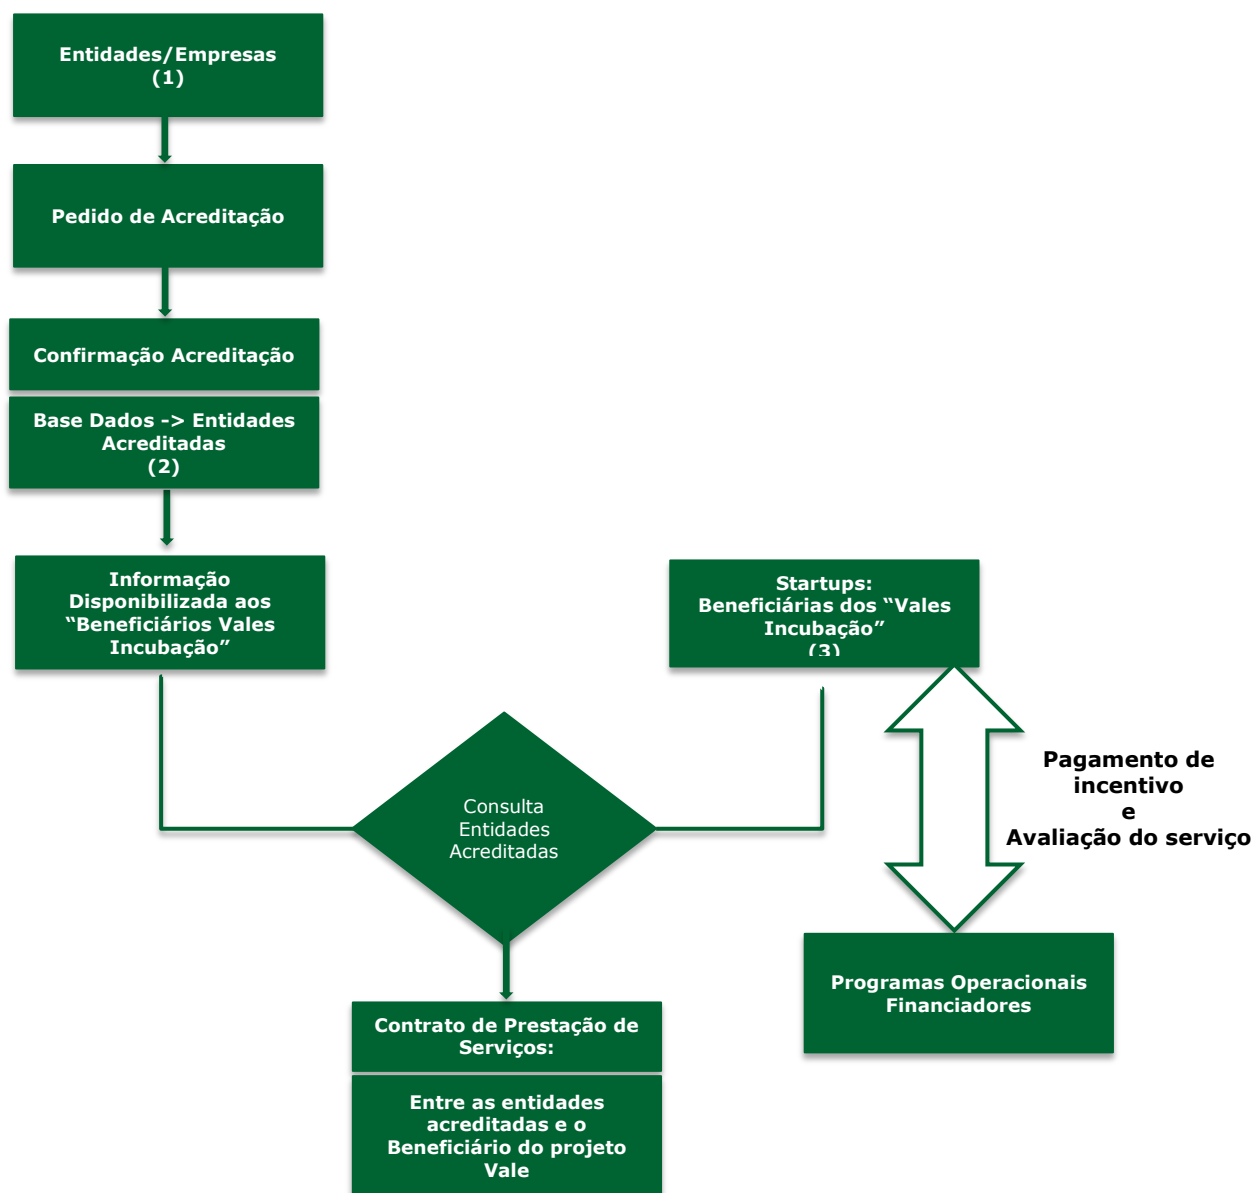 Entidades/Empresas
(1)
Pedido de Acreditação
Confirmação Acreditação
Base Dados -> Entidades
Acreditadas
(2)
Informação
Disponibilizada aos
“Beneficiários Vales
Incubação”
Startups:
Beneficiárias dos “Vales
Incubação”
(3)
Consulta
Entidades
Acreditadas
Pagamento de
incentivo
e
Avaliação do serviço
Programas Operacionais
Financiadores
Contrato de Prestação de
Serviços:
Entre as entidades
acreditadas e o
Beneficiário do projeto
Vale